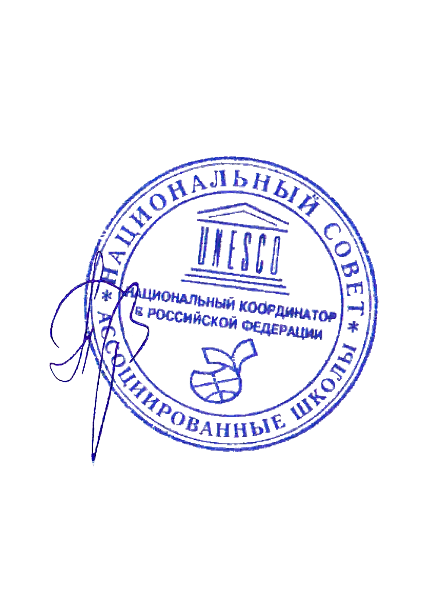 НАЦИОНАЛЬНЫЙ СОВЕТ
UNESCO
НАЦИОНАЛЬНЫЙ КООРДИНАТОР
В РОССИЙСКОЙ ФЕДЕРАЦИИ
* АССОЦИИРОВАННЫЕ ШКОЛЫ *